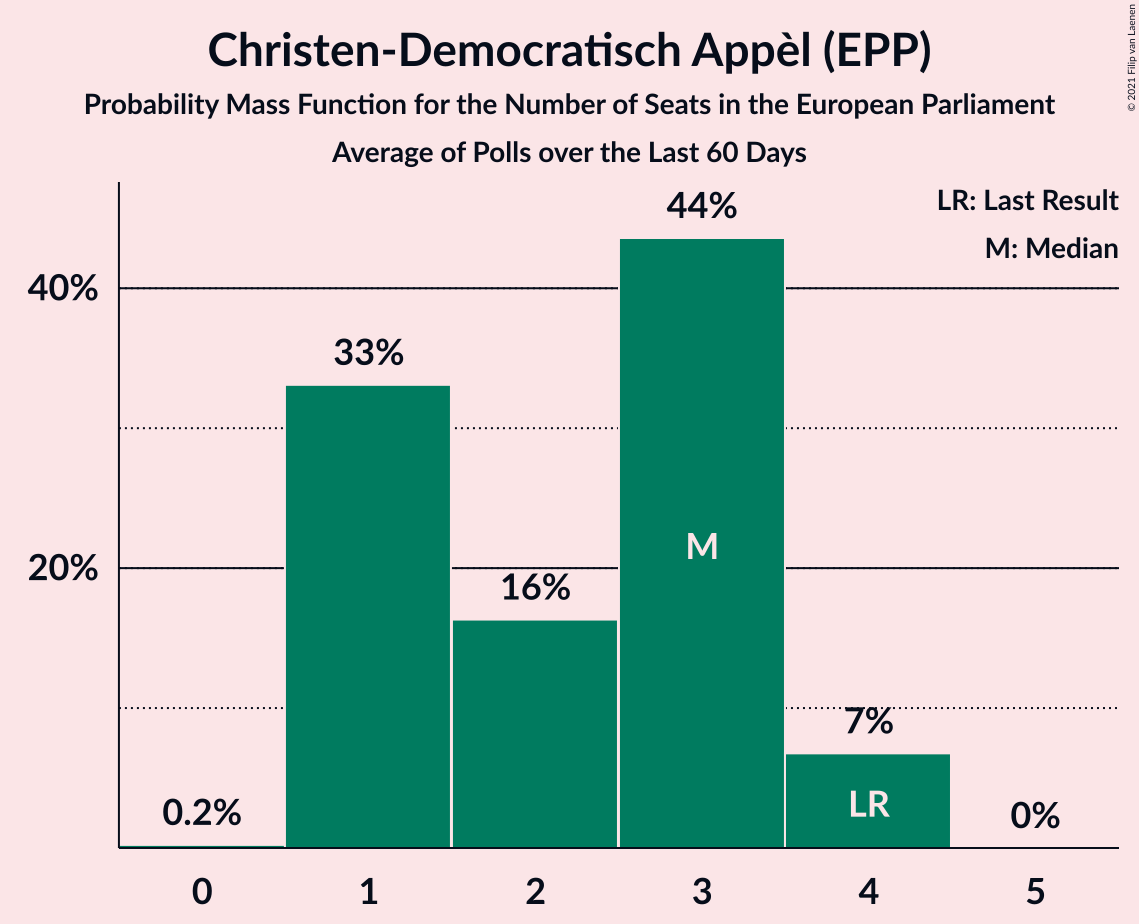 Christen-Democratisch Appèl (EPP)
Probability Mass Function for the Number of Seats in the European Parliament
Average of Polls over the Last 60 Days
© 2021 Filip van Laenen
LR: Last Result
M: Median
44%
40%
33%
M
20%
16%
7%
LR
0.2%
0%
0 1 2 3 4 5